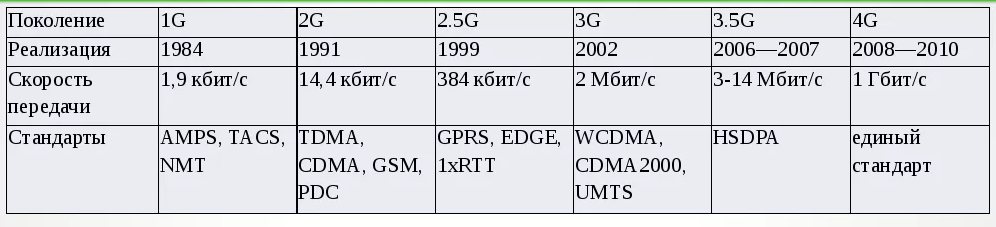 Поколение 1G 2G 2.5G 3G 3.5G 4G
Реализация 1984 1991 1999 2002 2006—2007 2008—2010
Скорость передачи 1,9 кбит/с 14,4 кбит/с 384 кбит/с 2 Мбит/с 3-14 Мбит/с 1 Гбит/с
Стандарты AMPS, TACS, NMT TDMA, CDMA, GSM, PDC GPRS, EDGE, 1xRTT WCDMA, CDMA2000, UMTS HSDPA единый стандарт